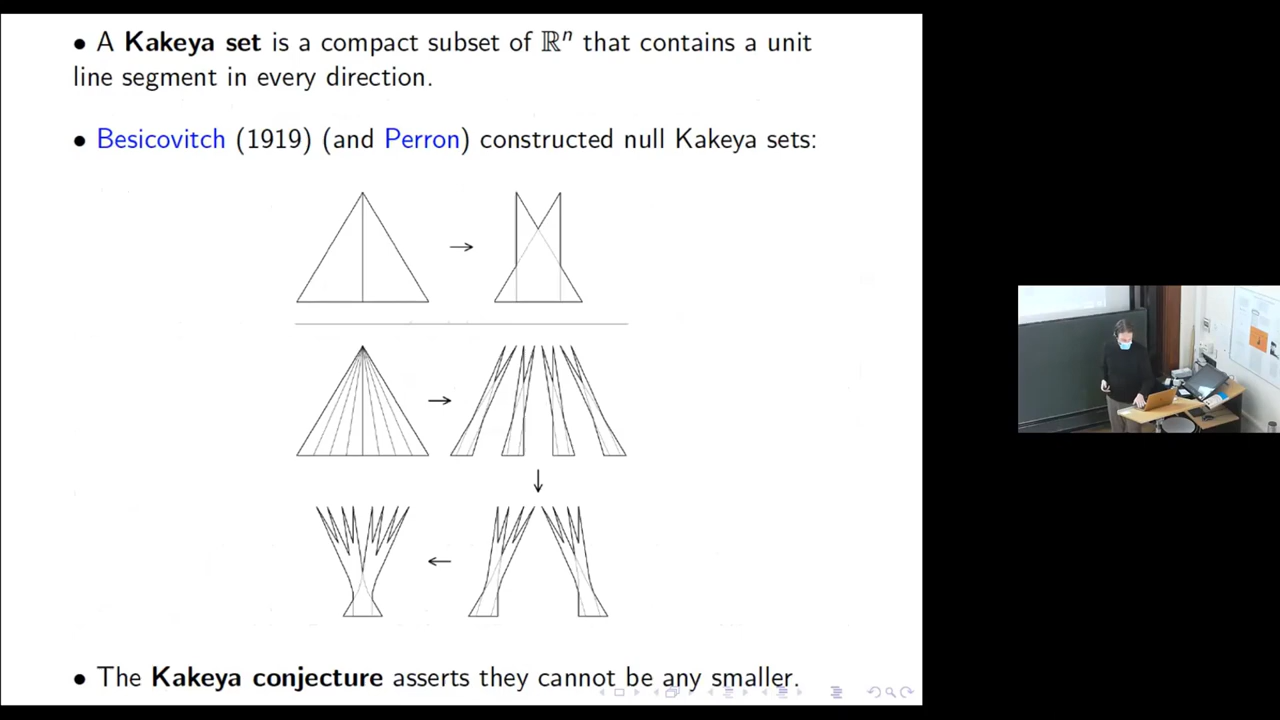 • A Kakeya set is a compact subset of ℝⁿ that contains a unit
line segment in every direction.
• Besicovitch (1919) (and Perron) constructed null Kakeya sets:
• The Kakeya conjecture asserts they cannot be any smaller.